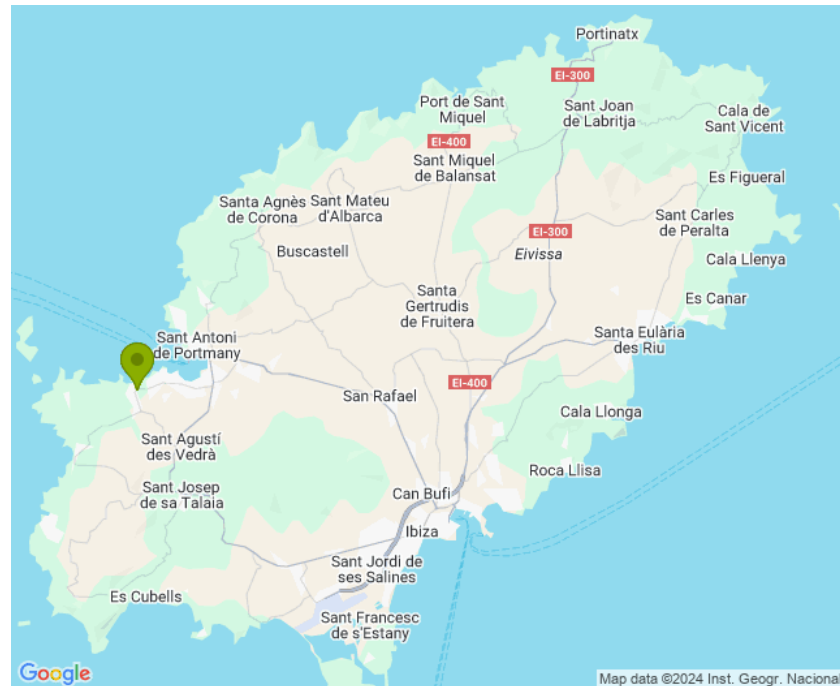 Portinatx
EI-300
Port de Sant
Miquel
Sant Joan
de Labritja
Cala de
Sant Vicent
EI-400
Sant Miquel
de Balansat
Es Figueral
Santa Agnès
de Corona
Sant Mateu
d'Albarca
Sant Carles
de Peralta
EI-300
Buscastell
Eivissa
Cala Llenya
Santa
Gertrudis
de Fruitera
Es Canar
Sant Antoni
de Portmany
Santa Eulària
des Riu
EI-400
San Rafael
Cala Llonga
Sant Agustí
des Vedrà
Roca Llisa
Sant Josep
de sa Talaia
Can Bufi
Ibiza
Sant Jordi de
ses Salines
Es Cubells
Sant Francesc
de s'Estany
Google
Map data ©2024 Inst. Geogr. Nacional